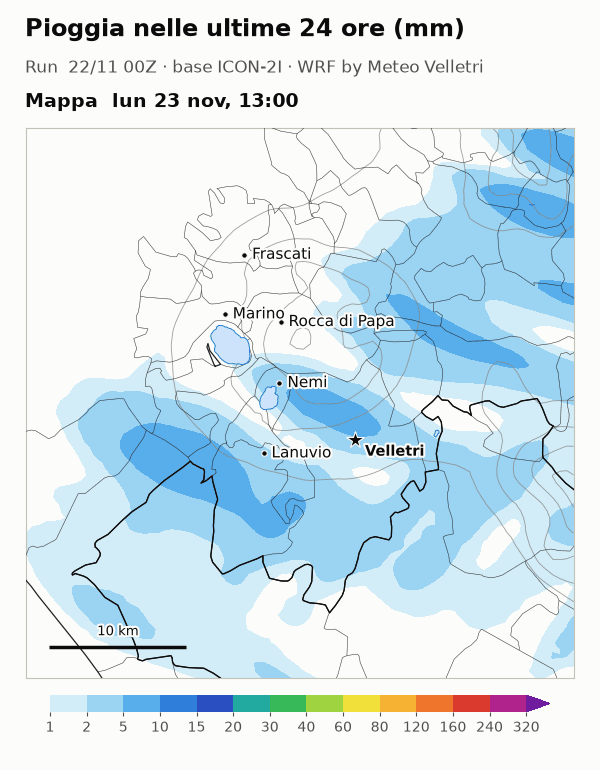 Pioggia nelle ultime 24 ore (mm)
Run 22/11 00Z · base ICON-2I · WRF by Meteo Velletri
Mappa lun 23 nov, 13:00
Frascati
Marino
Rocca di Papa
Nemi
Velletri
Lanuvio
10 km
1 2 5 10 15 20 30 40 60 80 120 160 240 320